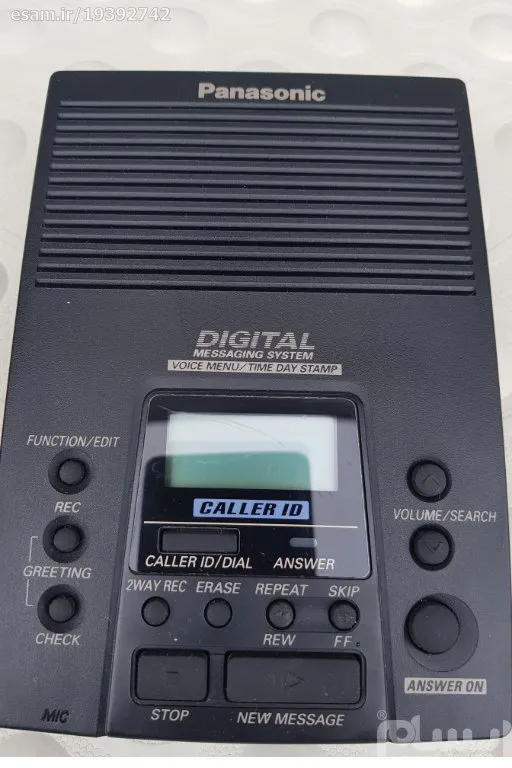 esam.ir/19392742
Panasonic
DIGITAL
MESSAGING SYSTEM
VOICE MENU/TIME DAY STAMP
FUNCTION/EDIT
REC
GREETING
CHECK
CALLER ID
CALLER ID/DIAL ANSWER
VOLUME/SEARCH
2WAY REC ERASE REPEAT SKIP
REW FF
ANSWER ON
STOP NEW MESSAGE
MIC
ایسام